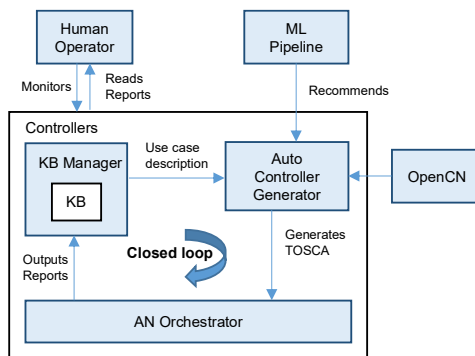 Human
Operator
ML
Pipeline
Monitors
Reads
Reports
Recommends
Controllers
KB Manager
KB
Use case
description
Auto
Controller
Generator
OpenCN
Outputs
Reports
Closed loop
Generates
TOSCA
AN Orchestrator